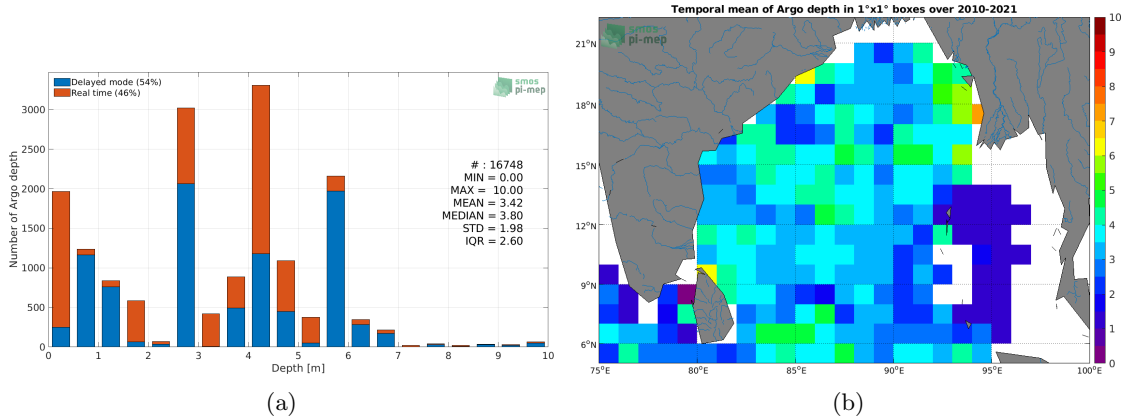 Delayed mode (54%)
Real time (46%)
smos
pi-mep
3000
2500
2000
1500
1000
500
0
Number of Argo depth
# : 16748
MIN = 0.00
MAX = 10.00
MEAN = 3.42
MEDIAN = 3.80
STD = 1.98
IQR = 2.60
0 1 2 3 4 5 6 7 8 9 10
Depth [m]
(a)
Temporal mean of Argo depth in 1°x1° boxes over 2010-2021
smos
pi-mep
21°N
18°N
15°N
12°N
9°N
6°N
75°E 80°E 85°E 90°E 95°E 100°E
10
9
8
7
6
5
4
3
2
1
0
(b)